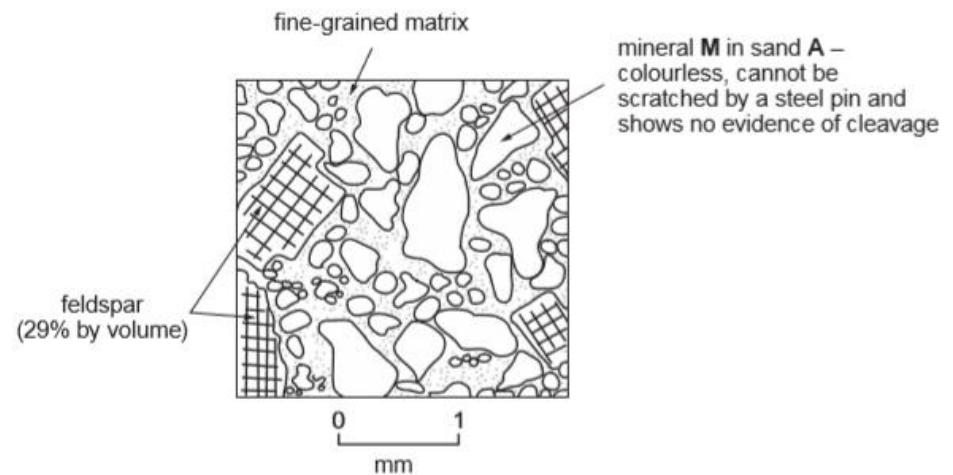 fine-grained matrix
mineral M in sand A –
colourless, cannot be
scratched by a steel pin and
shows no evidence of cleavage
feldspar
(29% by volume)
0 1
mm